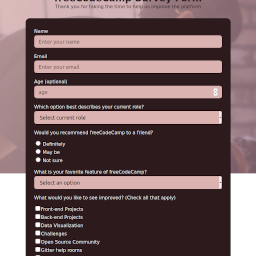 freeCodeCamp Survey Form
Thank you for taking the time to help us improve the platform
Name
Enter your name
Email
Enter your email
Age (optional)
age
Which option best describes your current role?
Select current role
Would you recommend freeCodeCamp to a friend?
Definitely
May be
Not sure
What is your favorite feature of freeCodeCamp?
Select an option
What would you like to see improved? (Check all that apply)
Front-end Projects
Back-end Projects
Data Visualization
Challenges
Open Source Community
Gitter help rooms